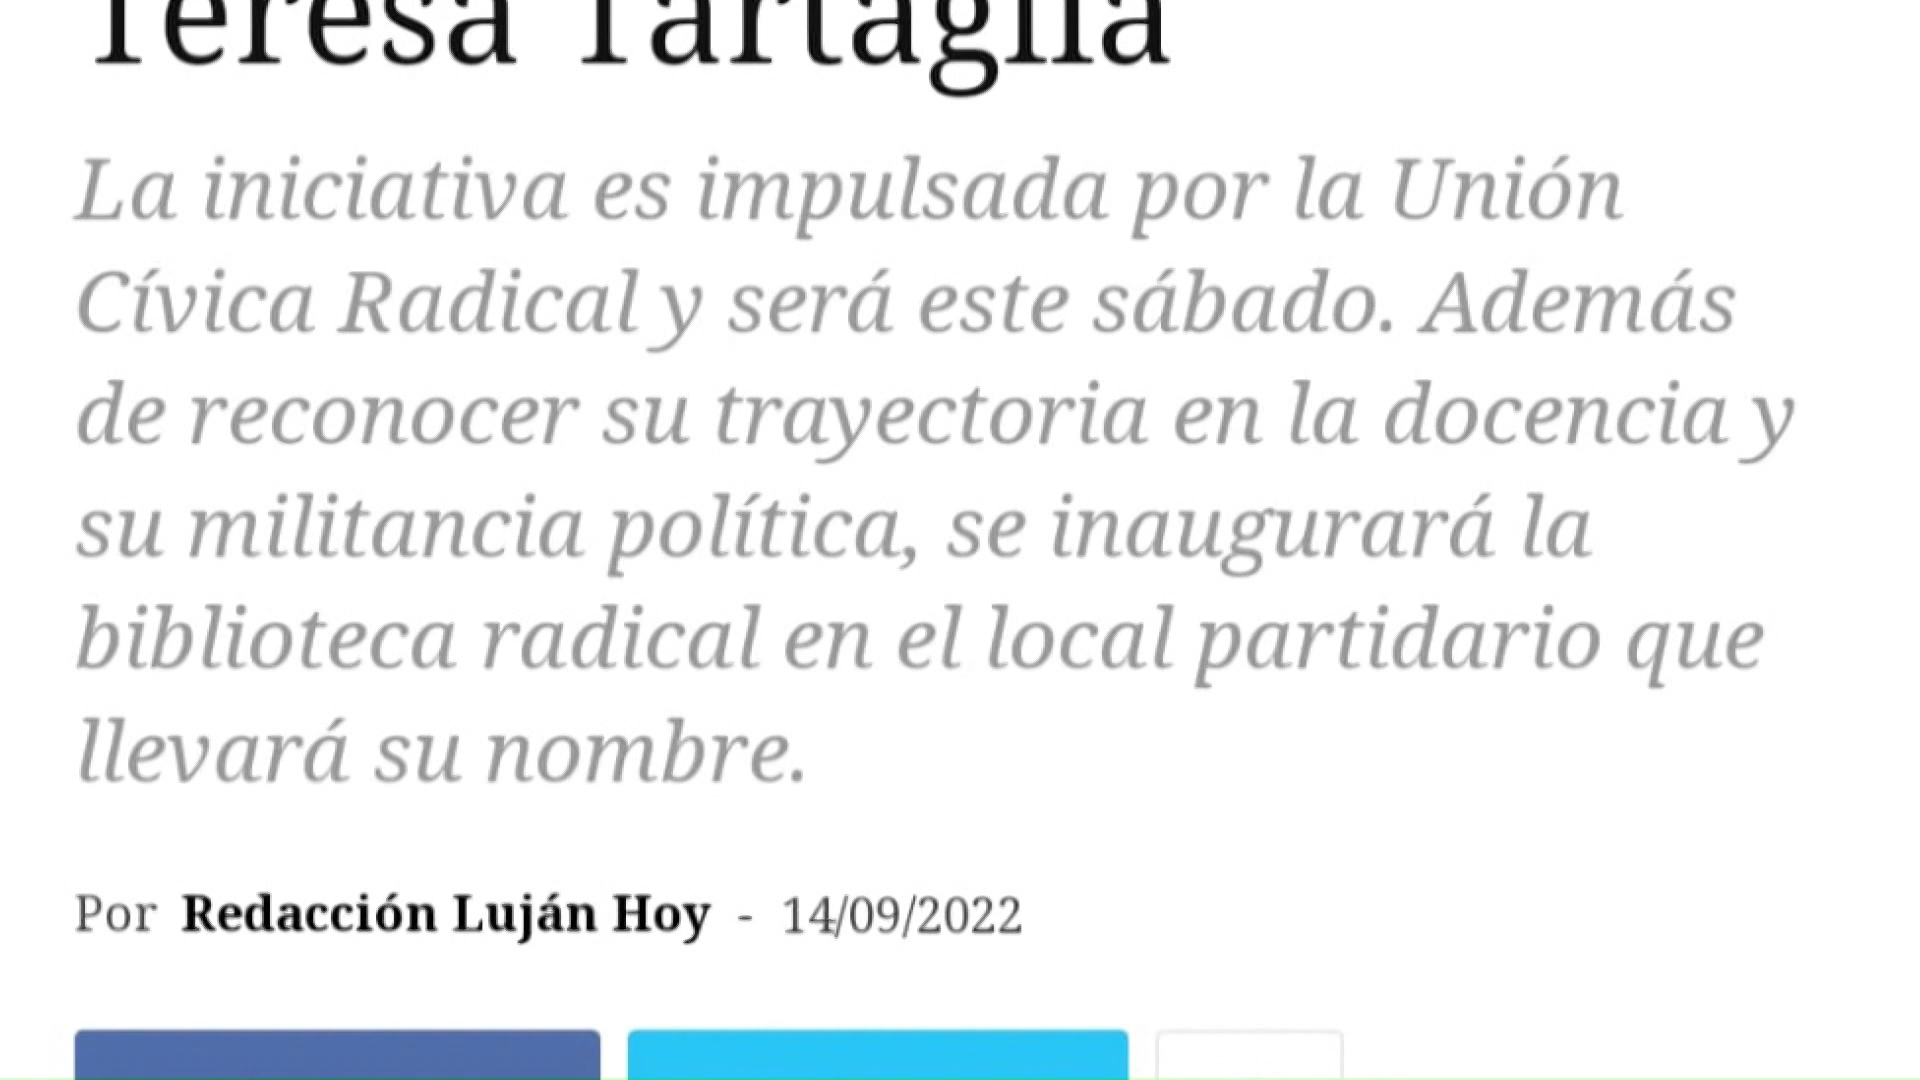 Teresa Tartaglia
La iniciativa es impulsada por la Unión
Cívica Radical y será este sábado. Además
de reconocer su trayectoria en la docencia y
su militancia política, se inaugurará la
biblioteca radical en el local partidario que
llevará su nombre.
Por Redacción Luján Hoy - 14/09/2022